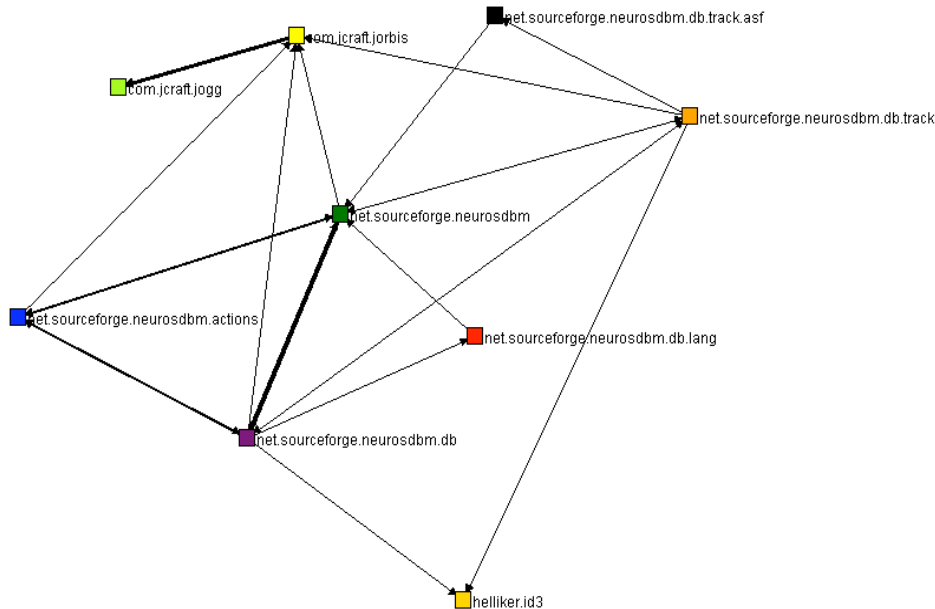 net.sourceforge.neurosdbm.db.track.asf
com.jcraft.jorbis
com.jcraft.jogg
net.sourceforge.neurosdbm.db.track
net.sourceforge.neurosdbm
net.sourceforge.neurosdbm.actions
net.sourceforge.neurosdbm.db.lang
net.sourceforge.neurosdbm.db
helliker.id3